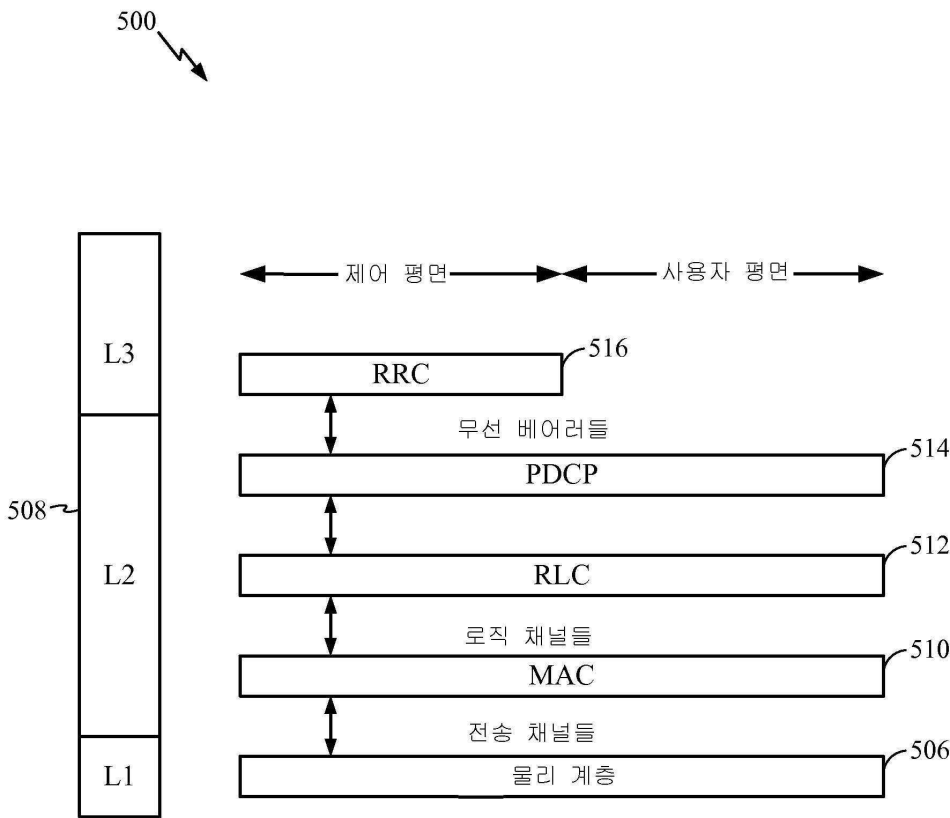 500
제어 평면
사용자 평면
L3
RRC
516
무선 베어러들
PDCP
514
508
L2
RLC
512
로직 채널들
MAC
510
전송 채널들
L1
물리 계층
506